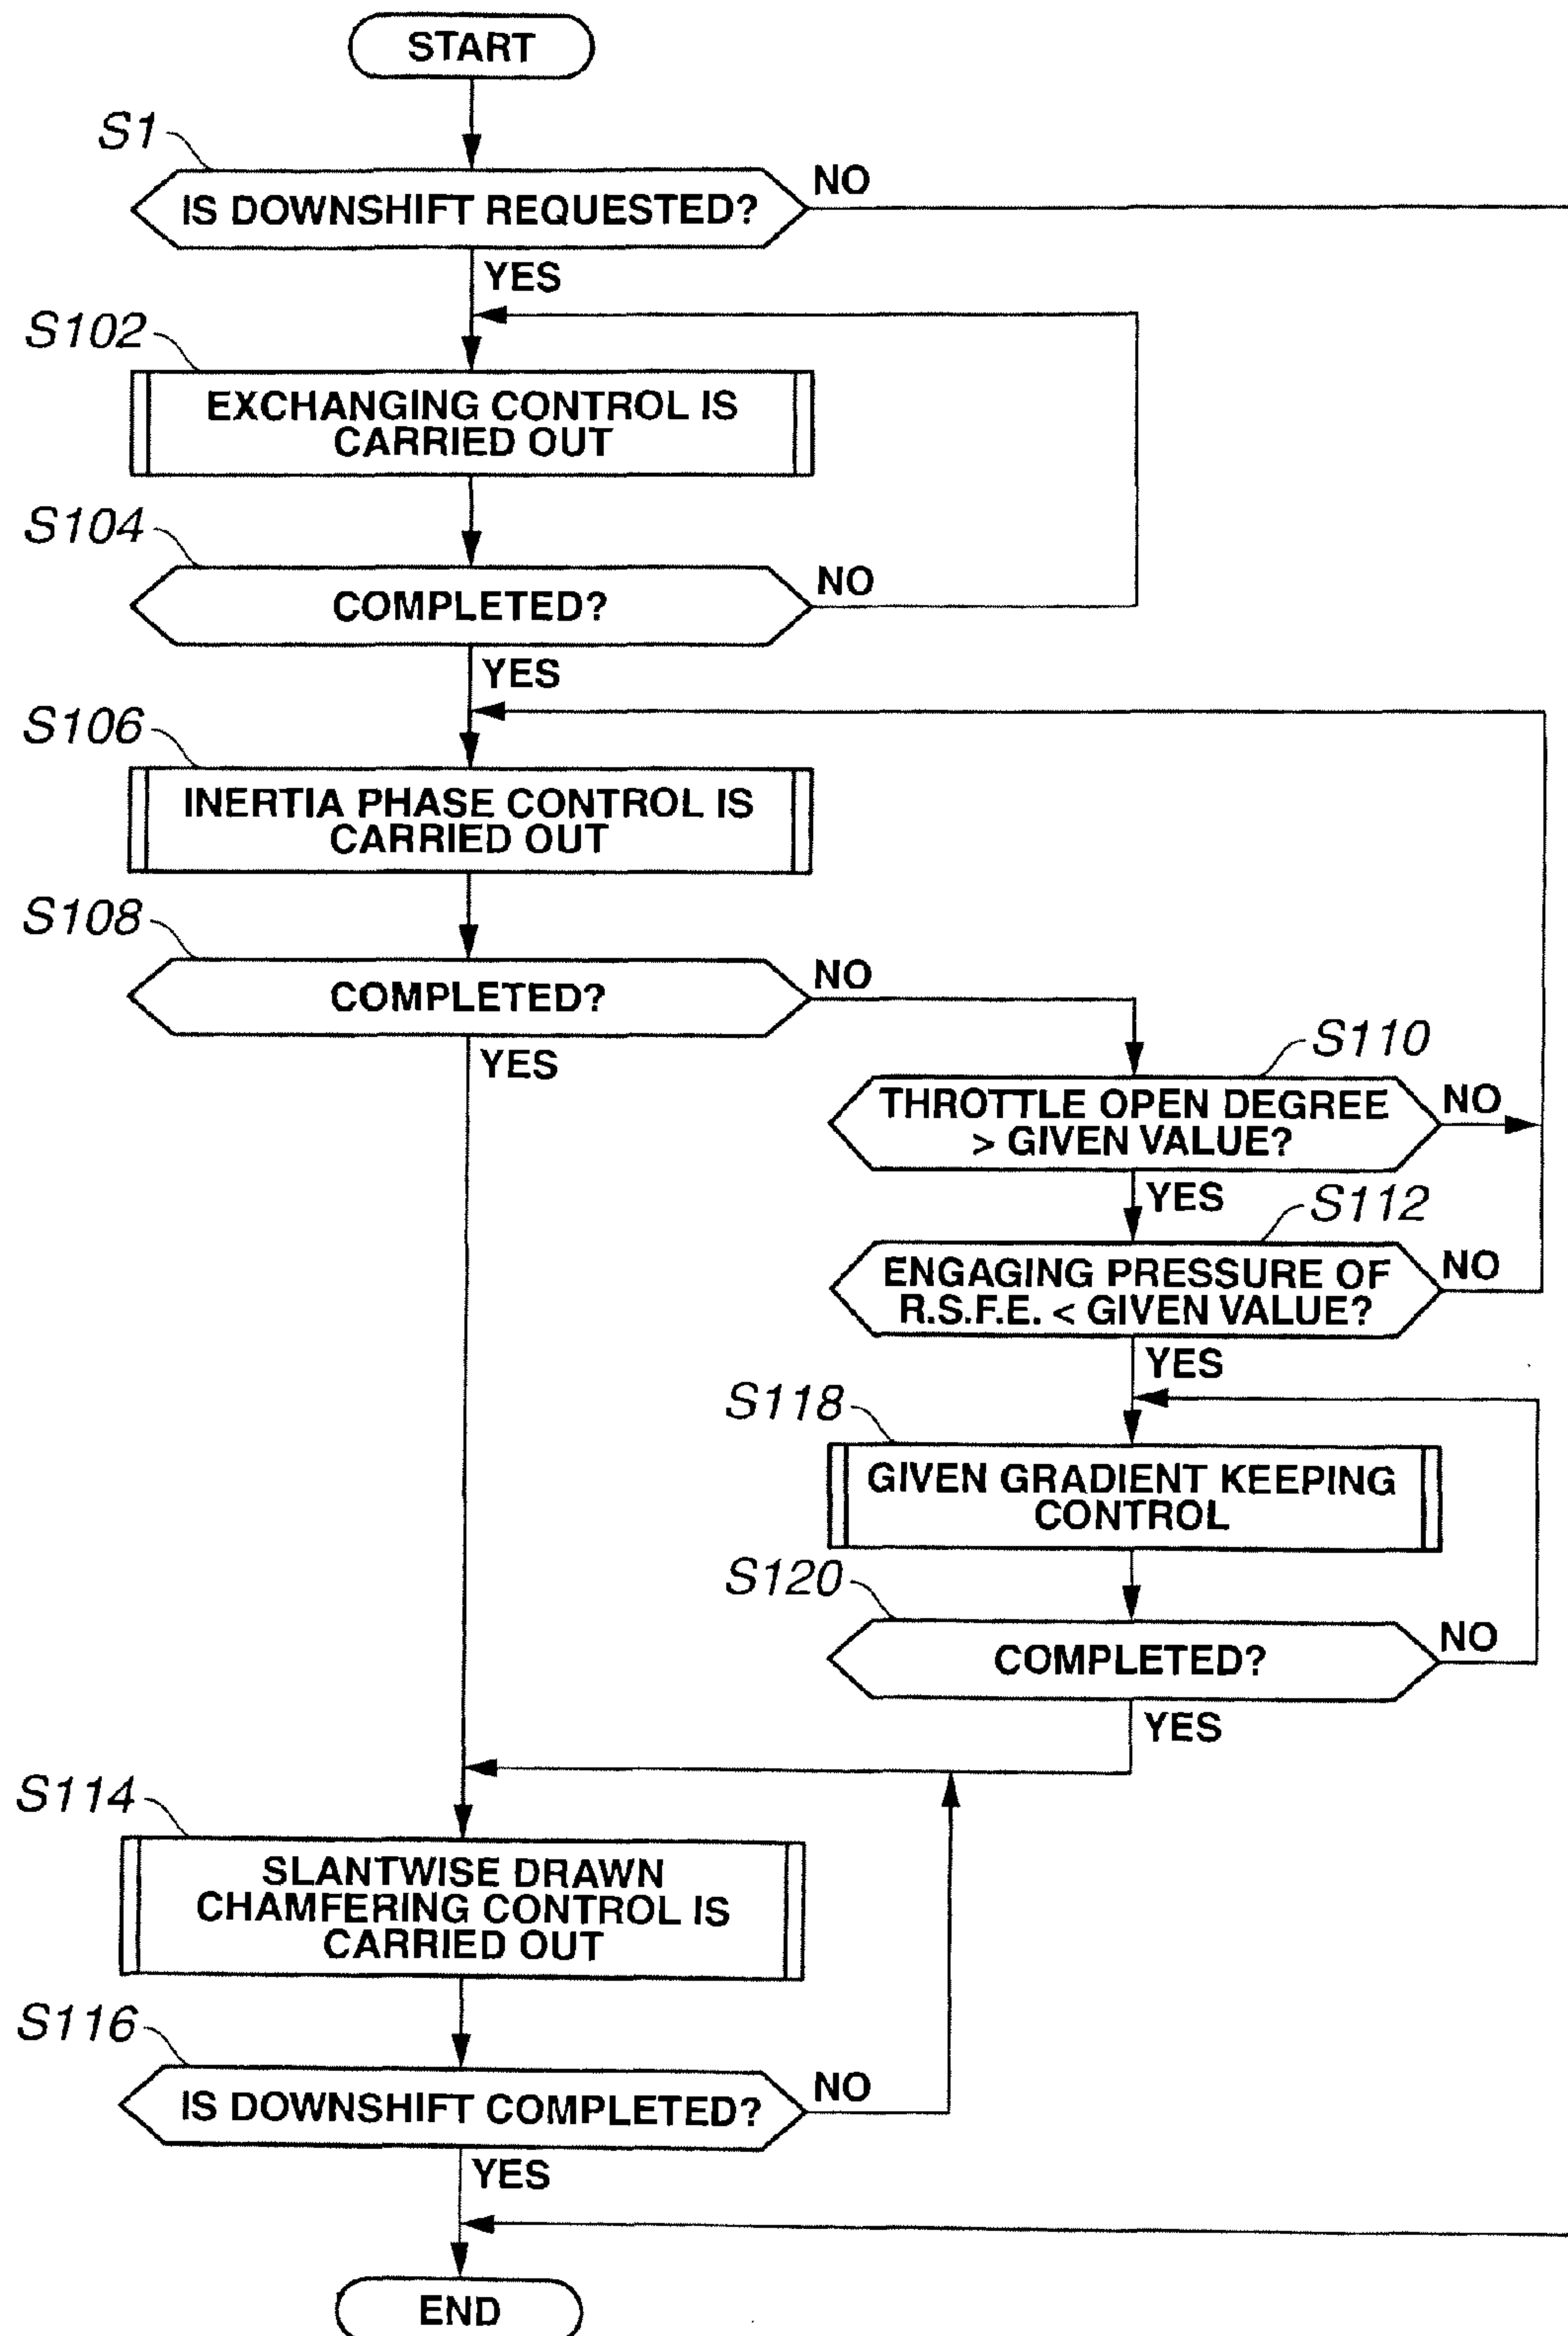 START
S1
IS DOWNSHIFT REQUESTED?
NO
YES
S102
EXCHANGING CONTROL IS
CARRIED OUT
S104
COMPLETED?
NO
YES
S106
INERTIA PHASE CONTROL IS
CARRIED OUT
S108
COMPLETED?
NO
YES
S110
THROTTLE OPEN DEGREE
> GIVEN VALUE?
NO
YES
S112
ENGAGING PRESSURE OF
R.S.F.E. < GIVEN VALUE?
NO
YES
S118
GIVEN GRADIENT KEEPING
CONTROL
S120
COMPLETED?
NO
YES
S114
SLANTWISE DRAWN
CHAMFERING CONTROL IS
CARRIED OUT
S116
IS DOWNSHIFT COMPLETED?
NO
YES
END